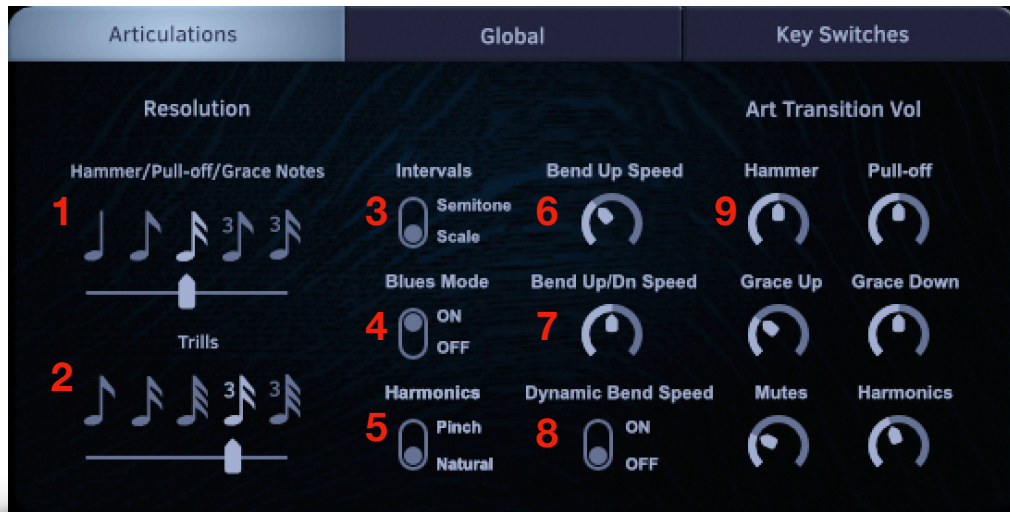 Articulations
Global
Key Switches
Resolution
Art Transition Vol
Hammer/Pull-off/Grace Notes
Intervals
Bend Up Speed
Hammer
Pull-off
1
3
3
3
Semitone
Scale
6
9
Blues Mode
Bend Up/Dn Speed
Grace Up
Grace Down
4
ON
OFF
7
Trills
2
3
3
Harmonics
Dynamic Bend Speed
Mutes
Harmonics
5
Pinch
Natural
8
ON
OFF